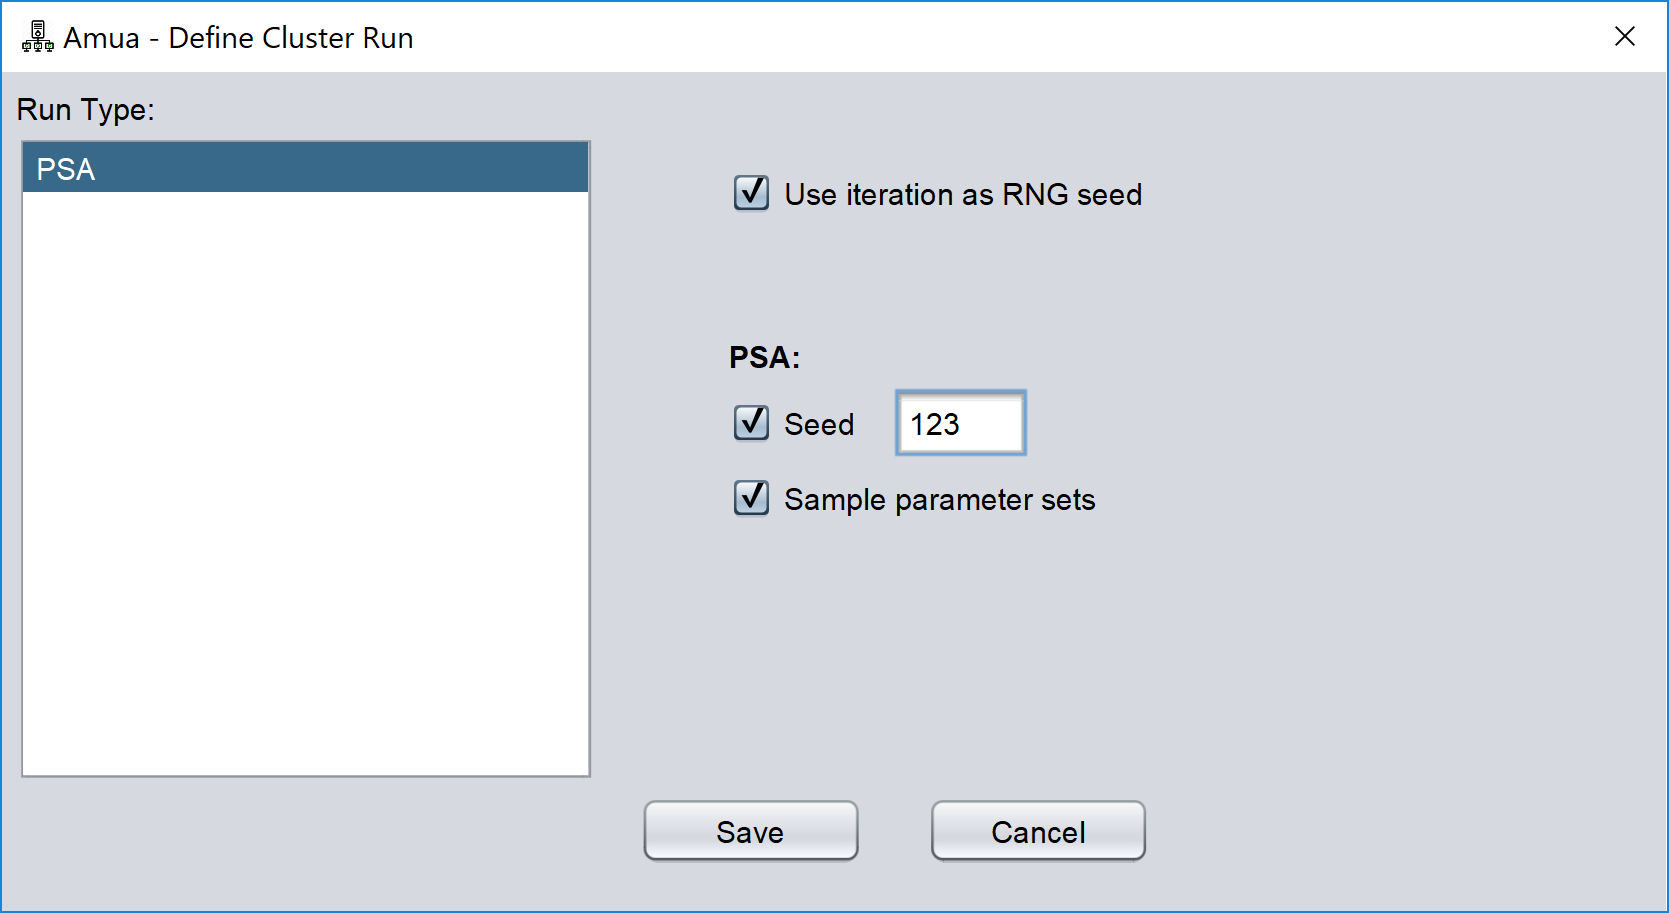 Amua - Define Cluster Run
Run Type:
PSA
Use iteration as RNG seed
PSA:
Seed 123
Sample parameter sets
Save Cancel